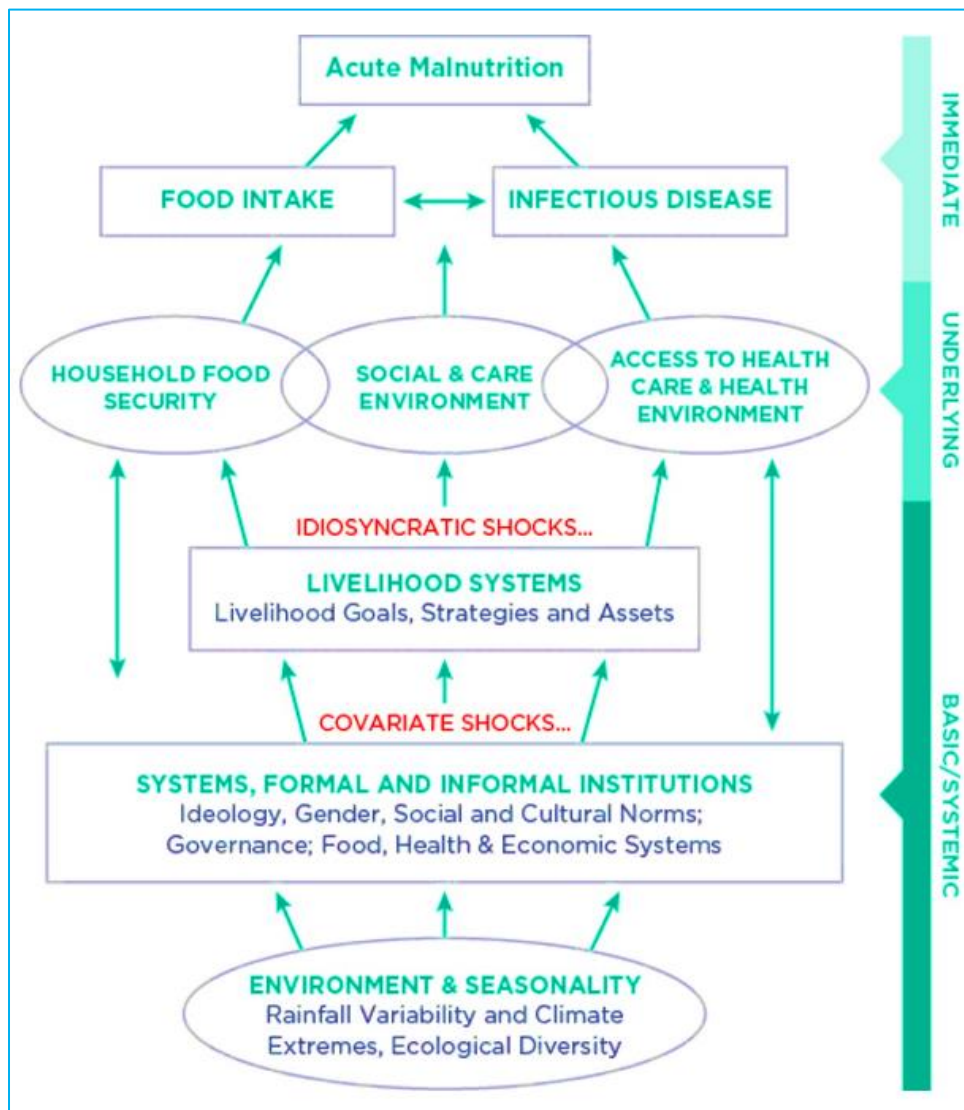 Acute Malnutrition
IMMEDIATE
FOOD INTAKE
INFECTIOUS DISEASE
UNDERLYING
HOUSEHOLD FOOD
SECURITY
SOCIAL & CARE
ENVIRONMENT
ACCESS TO HEALTH
CARE & HEALTH
ENVIRONMENT
IDIOSYNCRATIC SHOCKS...
LIVELIHOOD SYSTEMS
Livelihood Goals, Strategies and Assets
BASIC/SYSTEMIC
COVARIATE SHOCKS...
SYSTEMS, FORMAL AND INFORMAL INSTITUTIONS
Ideology, Gender, Social and Cultural Norms;
Governance; Food, Health & Economic Systems
ENVIRONMENT & SEASONALITY
Rainfall Variability and Climate
Extremes, Ecological Diversity